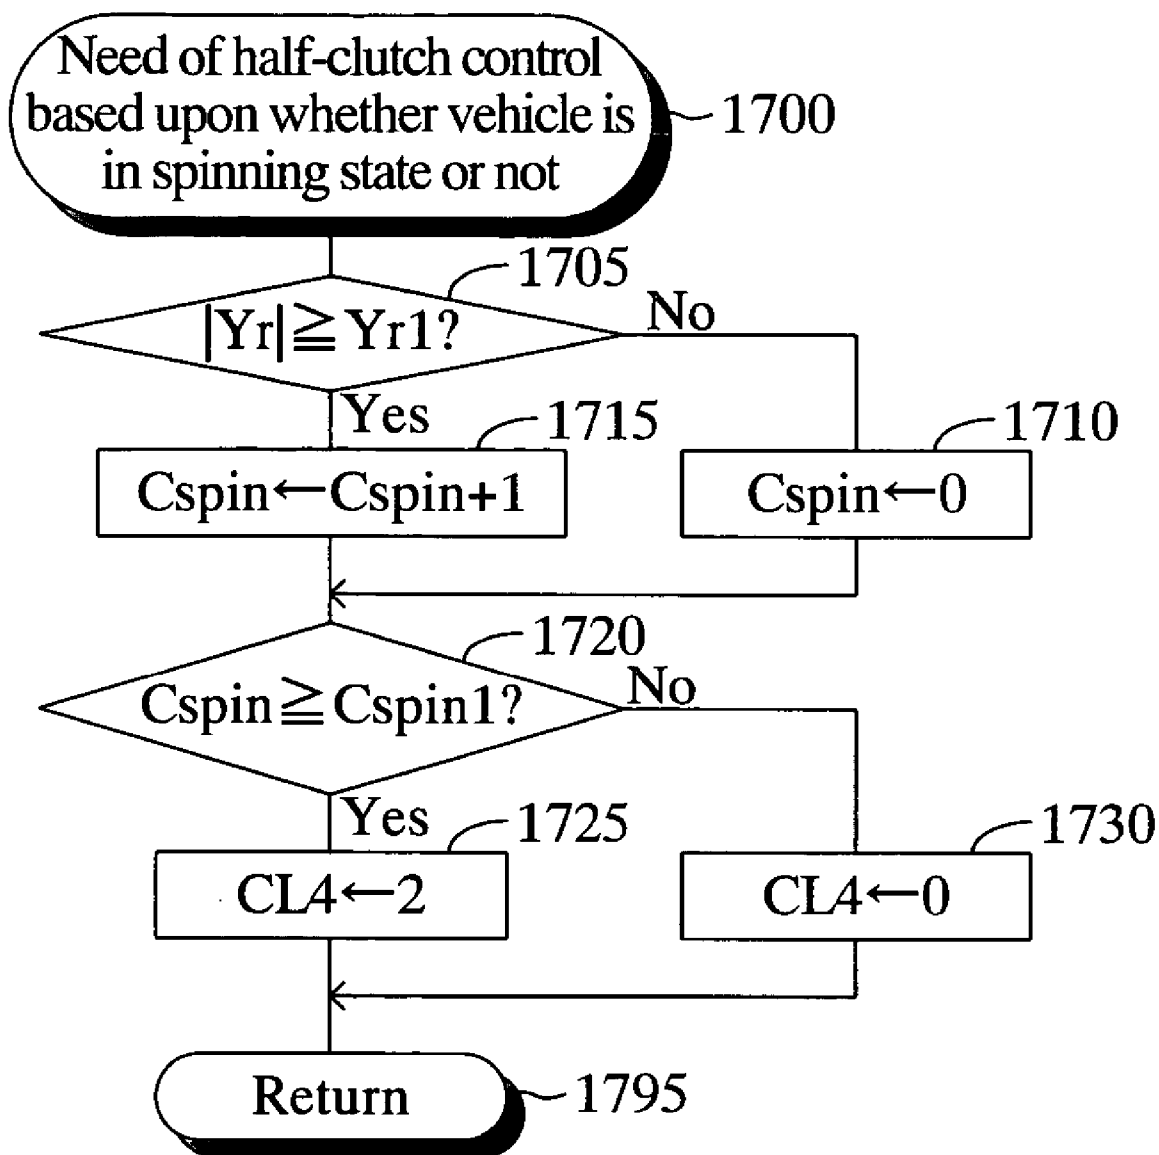 Need of half-clutch control
based upon whether vehicle is
in spinning state or not
1700
1705
|Yr|≧Yr1?
No
Yes
1715
1710
Cspin←Cspin+1
Cspin←0
1720
Cspin≧Cspin1?
No
Yes
1725
1730
CL4←2
CL4←0
Return
1795